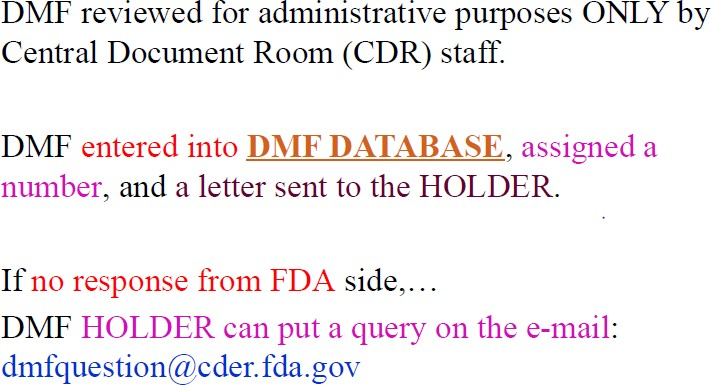 DMF reviewed for administrative purposes ONLY by
Central Document Room (CDR) staff.
DMF entered into DMF DATABASE, assigned a
number, and a letter sent to the HOLDER.
If no response from FDA side,…
DMF HOLDER can put a query on the e-mail:
dmfquestion@cder.fda.gov